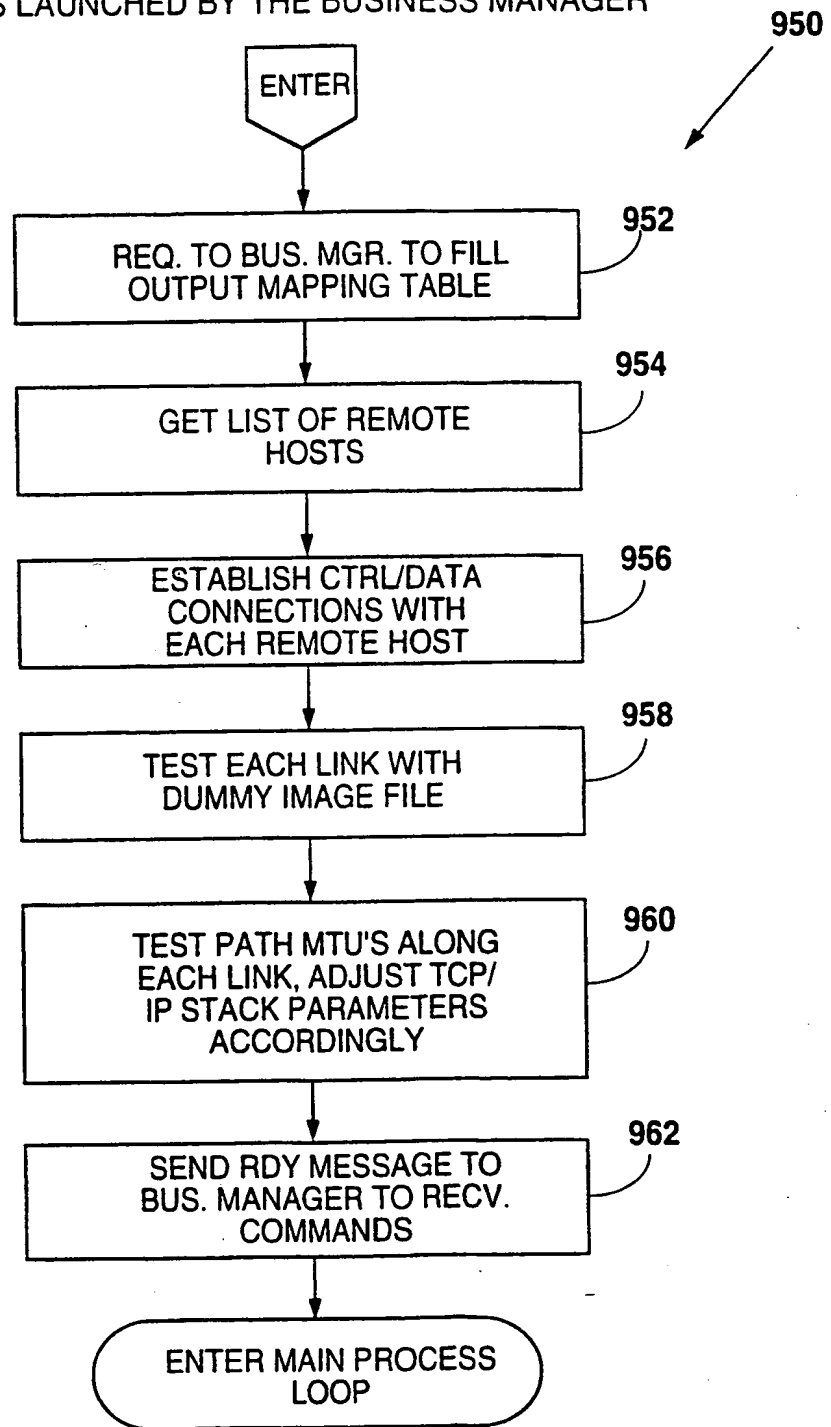 S LAUNCHED BY THE BUSINESS MANAGER
950
ENTER
952
REQ. TO BUS. MGR. TO FILL
OUTPUT MAPPING TABLE
954
GET LIST OF REMOTE
HOSTS
956
ESTABLISH CTRL/DATA
CONNECTIONS WITH
EACH REMOTE HOST
958
TEST EACH LINK WITH
DUMMY IMAGE FILE
960
TEST PATH MTU'S ALONG
EACH LINK, ADJUST TCP/
IP STACK PARAMETERS
ACCORDINGLY
962
SEND RDY MESSAGE TO
BUS. MANAGER TO RECV.
COMMANDS
ENTER MAIN PROCESS
LOOP